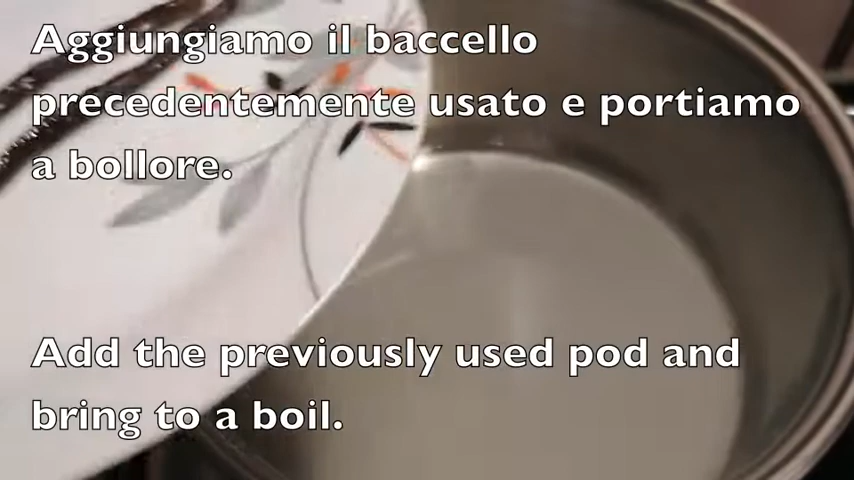 Aggiungiamo il baccello
precedentemente usato e portiamo
a bollore.
Add the previously used pod and
bring to a boil.